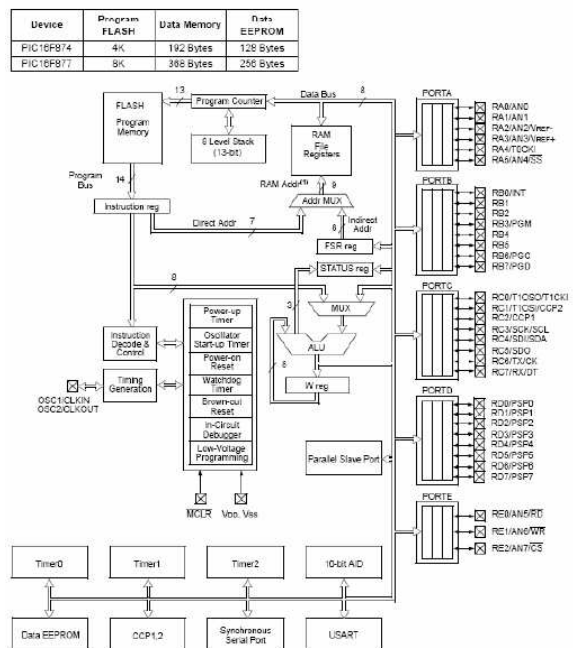 Device Program FLASH Data Memory Data EEPROM
PIC16F874 4K 192 Bytes 128 Bytes
PIC16F877 8K 368 Bytes 256 Bytes
FLASH
Program
Memory
13
Program Counter
Data Bus
8
8 Level Stack
(13-bit)
RAM
File
Registers
Program
Bus
14
RAM Addr(1)
9
Instruction reg
Addr MUX
Direct Addr
7
Indirect
Addr
FSR reg
STATUS reg
8
3
MUX
ALU
8
W reg
Instruction
Decode &
Control
Timing
Generation
OSC1/CLKIN
OSC2/CLKOUT
Power-up
Timer
Oscillator
Start-up Timer
Power-on
Reset
Watchdog
Timer
Brown-out
Reset
In-Circuit
Debugger
Low-Voltage
Programming
MCLR
VDD, VSS
Parallel Slave Port
PORTA
RA0/AN0
RA1/AN1
RA2/AN2/VREF-
RA3/AN3/VREF+
RA4/T0CKI
RA5/AN4/SS
PORTB
RB0/INT
RB1
RB2
RB3/PGM
RB4
RB5
RB6/PGC
RB7/PGD
PORTC
RC0/T1OSO/T1CKI
RC1/T1OSI/CCP2
RC2/CCP1
RC3/SCK/SCL
RC4/SDI/SDA
RC5/SDO
RC6/TX/CK
RC7/RX/DT
PORTD
RD0/PSP0
RD1/PSP1
RD2/PSP2
RD3/PSP3
RD4/PSP4
RD5/PSP5
RD6/PSP6
RD7/PSP7
PORTE
RE0/AN5/RD
RE1/AN6/WR
RE2/AN7/CS
Timer0
Timer1
Timer2
10-bit A/D
Data EEPROM
CCP1,2
Synchronous
Serial Port
USART